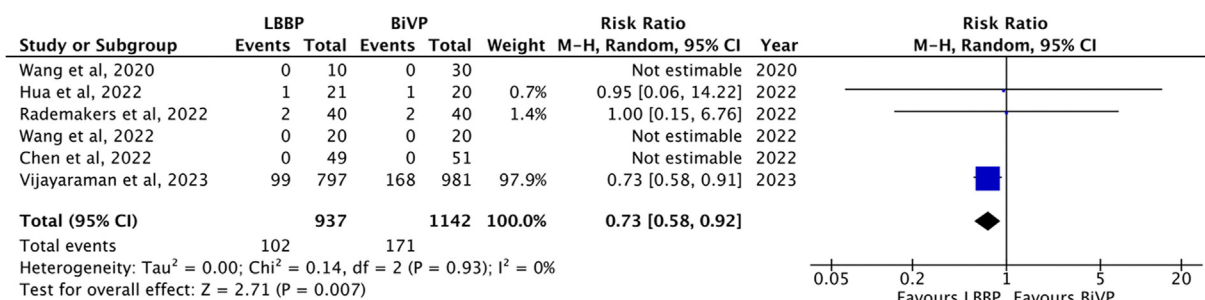 LBBP BiVP Risk Ratio Risk Ratio
Study or Subgroup Events Total Events Total Weight M-H, Random, 95% CI Year M-H, Random, 95% CI
Wang et al, 2020 0 10 0 30 Not estimable 2020
Hua et al, 2022 1 21 1 20 0.7% 0.95 [0.06, 14.22] 2022
Rademakers et al, 2022 2 40 2 40 1.4% 1.00 [0.15, 6.76] 2022
Wang et al, 2022 0 20 0 20 Not estimable 2022
Chen et al, 2022 0 49 0 51 Not estimable 2022
Vijayaraman et al, 2023 99 797 168 981 97.9% 0.73 [0.58, 0.91] 2023
Total (95% CI) 937 1142 100.0% 0.73 [0.58, 0.92]
Total events 102 171
Heterogeneity: Tau² = 0.00; Chi² = 0.14, df = 2 (P = 0.93); I² = 0%
Test for overall effect: Z = 2.71 (P = 0.007)
0.05 0.2 1 5 20
Favours LBBP Favours BiVP